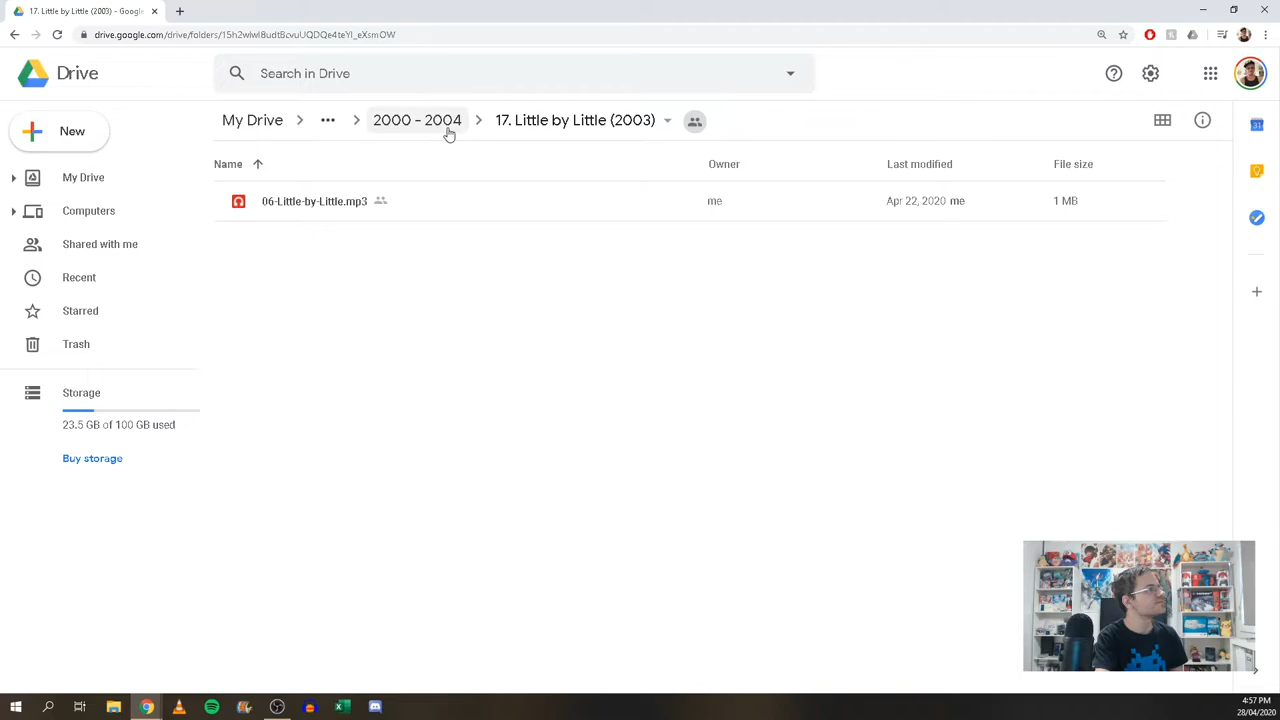 17. Little by Little (2003) - Google
drive.google.com/drive/folders/
Drive
Search in Drive
New
My Drive
2000 - 2004
17. Little by Little (2003)
Name
Owner
Last modified
File size
06-Little-by-Little.mp3
me
Apr 22, 2020 me
1 MB
My Drive
Computers
Shared with me
Recent
Starred
Trash
Storage
23.5 GB of 100 GB used
Buy storage
31
4:57 PM
28/04/2020